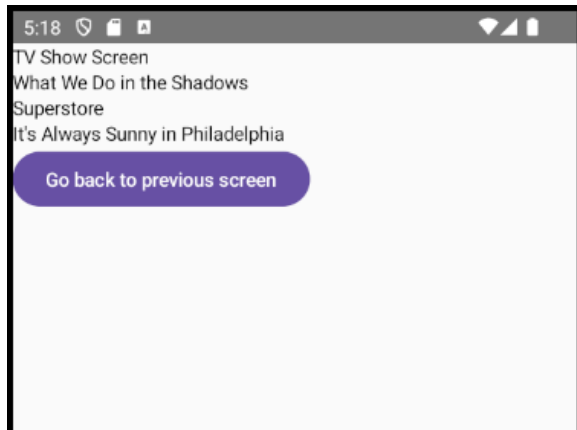 5:18 A
TV Show Screen
What We Do in the Shadows
Superstore
It's Always Sunny in Philadelphia
Go back to previous screen